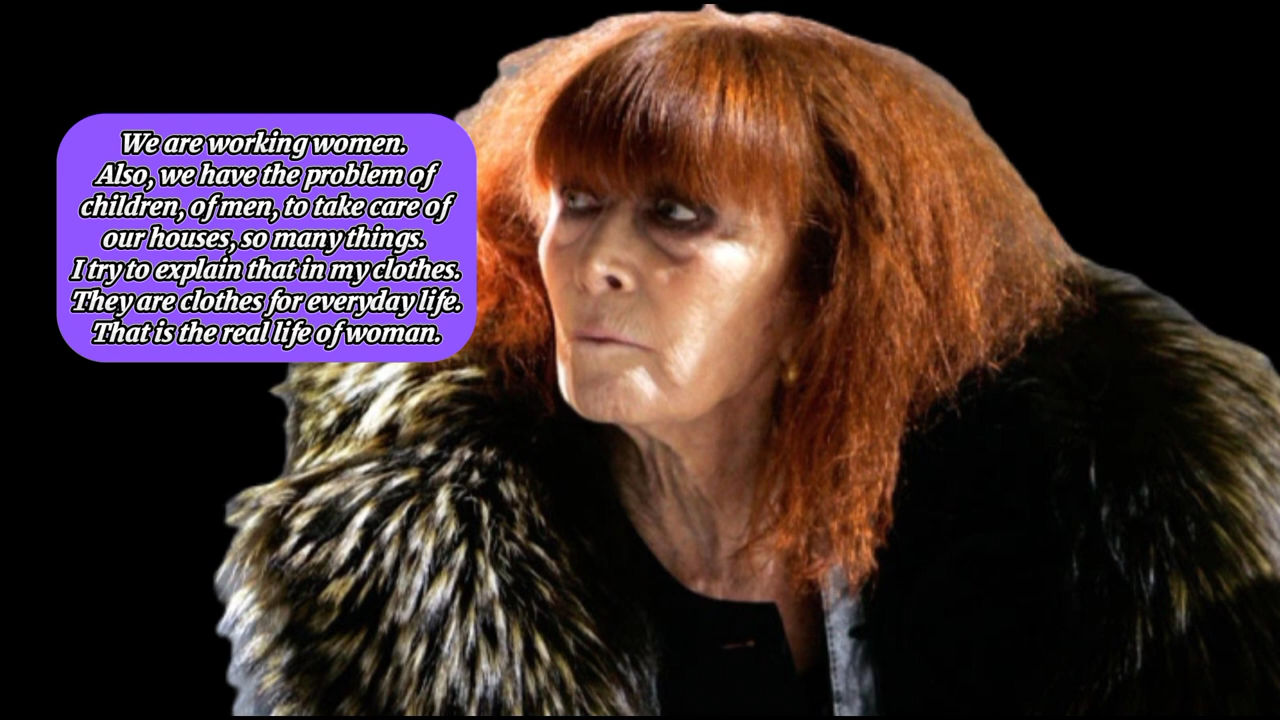 We are working women.
Also, we have the problem of
children, of men, to take care of
our houses, so many things.
I try to explain that in my clothes.
They are clothes for everyday life.
That is the real life of woman.